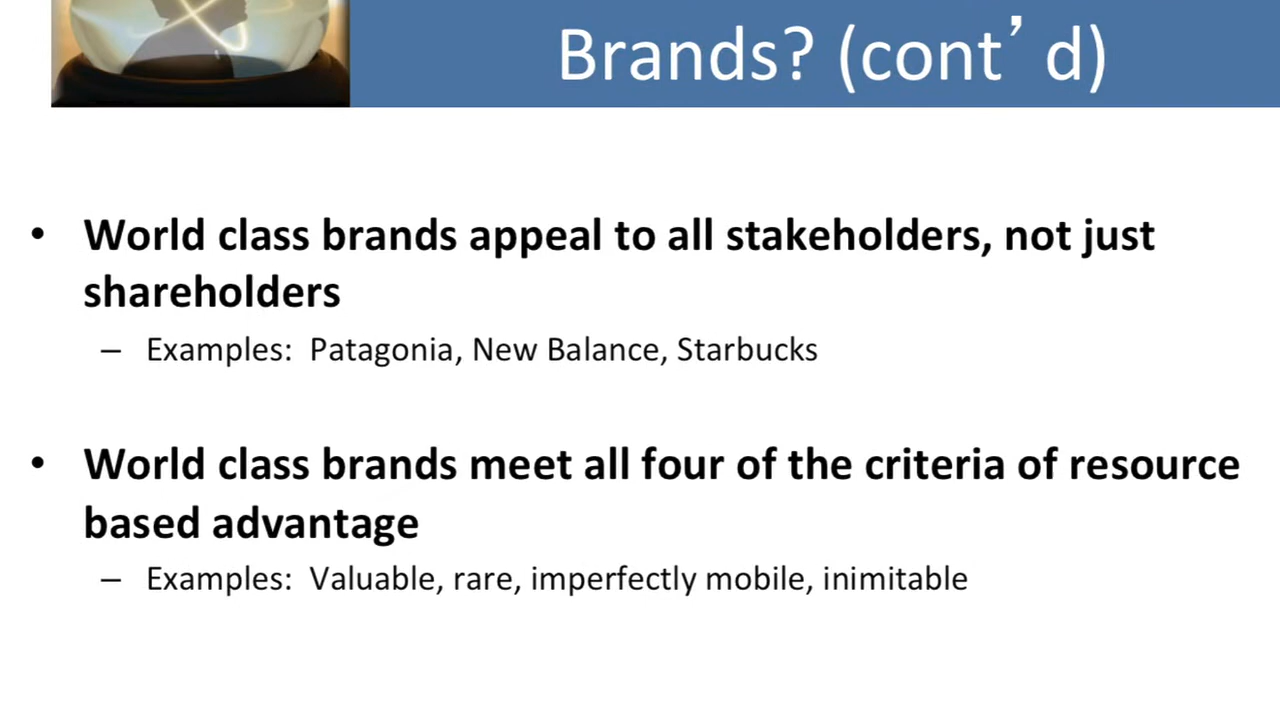 Brands? (cont’d)
• World class brands appeal to all stakeholders, not just
shareholders
– Examples: Patagonia, New Balance, Starbucks
• World class brands meet all four of the criteria of resource
based advantage
– Examples: Valuable, rare, imperfectly mobile, inimitable